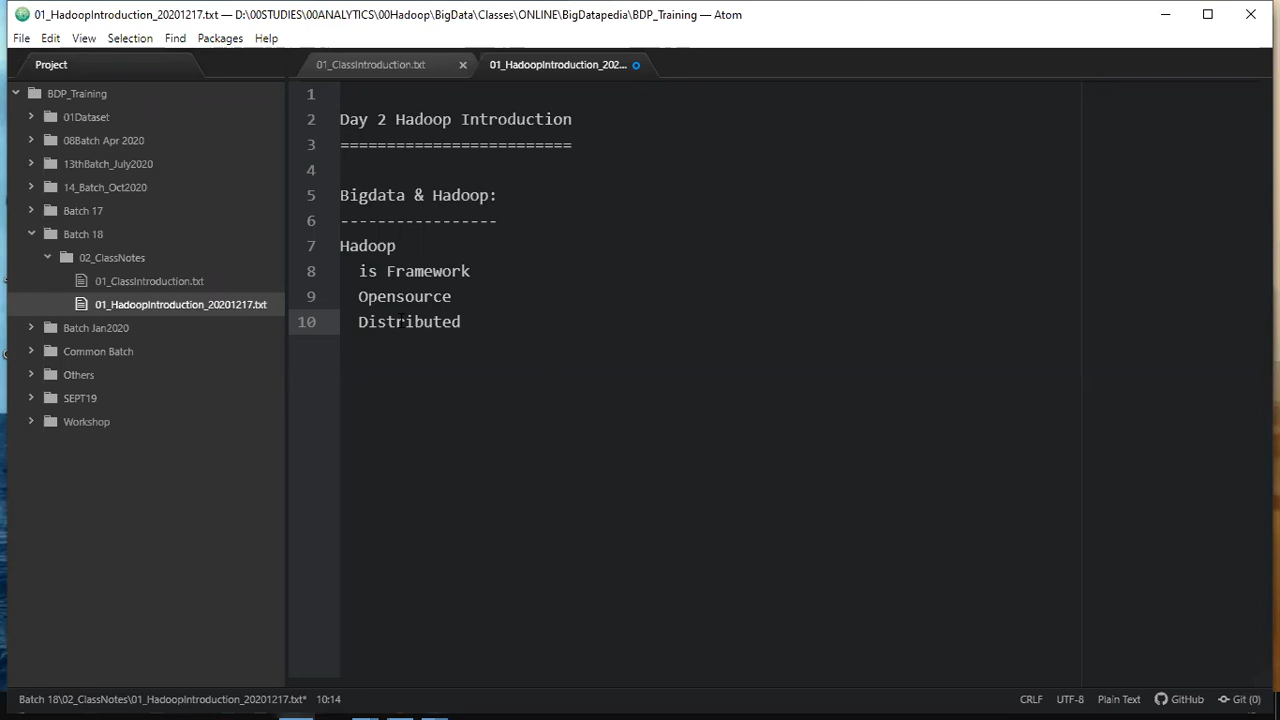 01_HadoopIntroduction_20201217.txt — D:\00STUDIES\00ANALYTICS\00Hadoop\BigData\Classes\ONLINE\BigDatapedia\BDP_Training — Atom
File Edit View Selection Find Packages Help
Project
01_ClassIntroduction.txt
01_HadoopIntroduction_202...
BDP_Training
01Dataset
08Batch Apr 2020
13thBatch_July2020
14_Batch_Oct2020
Batch 17
Batch 18
02_ClassNotes
01_ClassIntroduction.txt
01_HadoopIntroduction_20201217.txt
Batch Jan2020
Common Batch
Others
SEPT19
Workshop
1
2 Day 2 Hadoop Introduction
3 =========================
4
5 Bigdata & Hadoop:
6 -----------------
7 Hadoop
8 is Framework
9 Opensource
10 Distributed
Batch 18\02_ClassNotes\01_HadoopIntroduction_20201217.txt* 10:14
CRLF UTF-8 Plain Text GitHub Git (0)